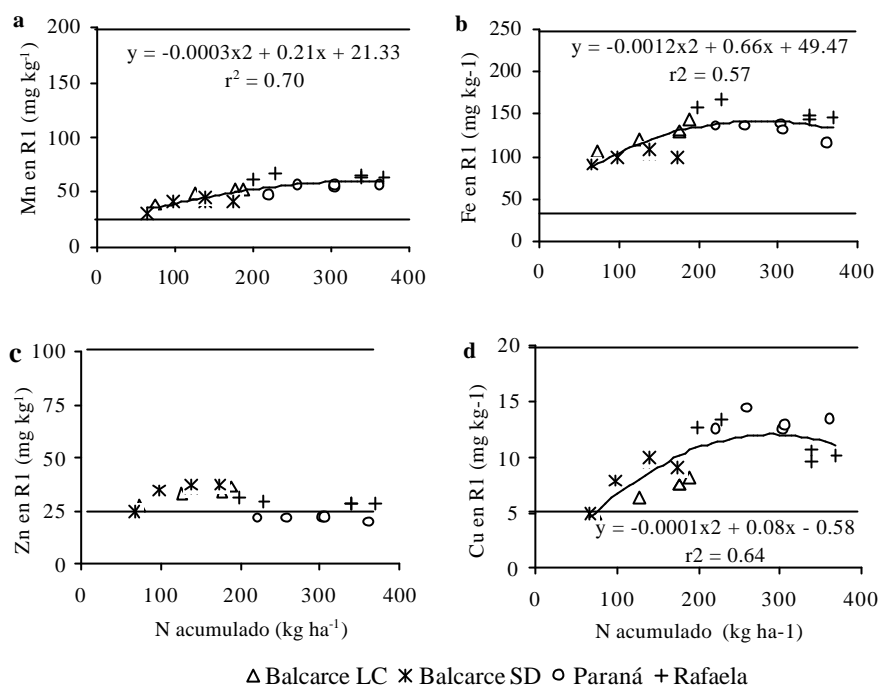 a
y = -0.0003x2 + 0.21x + 21.33
r² = 0.70
Mn en R1 (mg kg⁻¹)
200
150
100
50
0
0 100 200 300 400
b
y = -0.0012x2 + 0.66x + 49.47
r2 = 0.57
Fe en R1 (mg kg-1)
250
200
150
100
50
0
0 100 200 300 400
c
Zn en R1 (mg kg¹)
100
75
50
25
0
0 100 200 300 400
N acumulado (kg ha⁻¹)
d
Cu en R1 (mg kg-1)
20
15
10
5
0
y = -0.0001x2 + 0.08x - 0.58
r2 = 0.64
0 100 200 300 400
N acumulado (kg ha-1)
Δ Balcarce LC ж Balcarce SD o Paraná + Rafaela